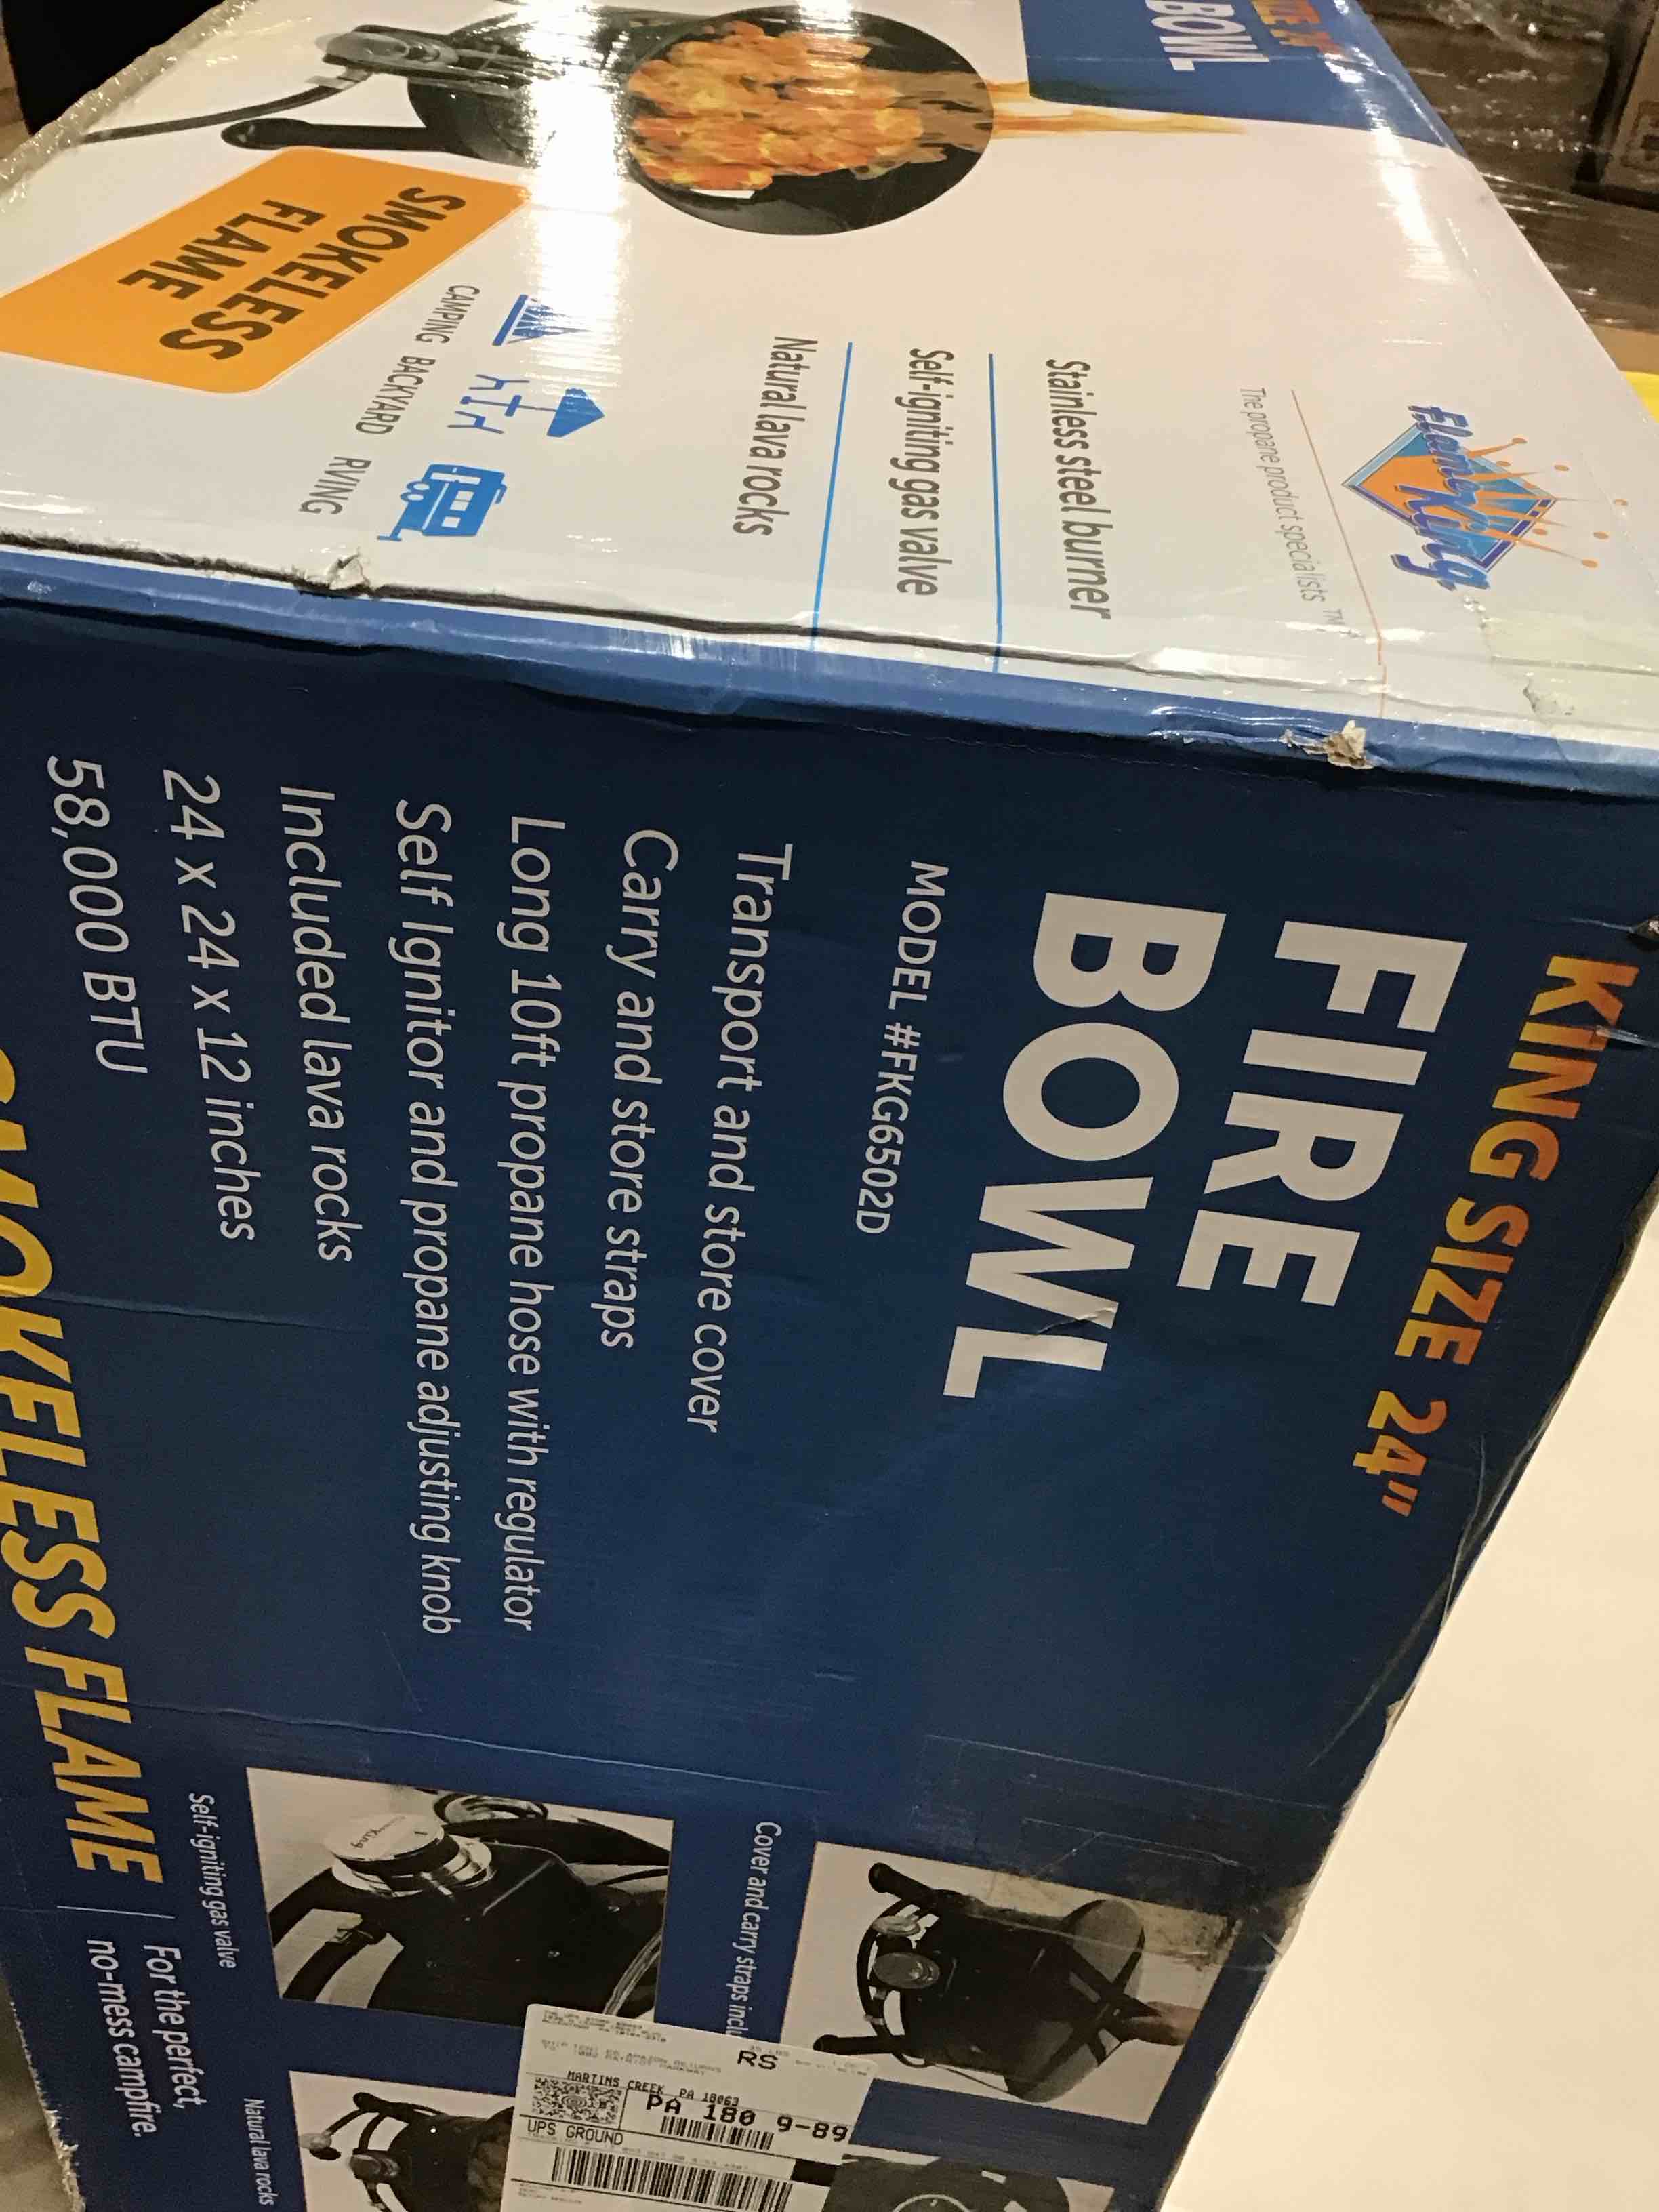 BOWL
SMOKELESS
FLAME
CAMPING BACKYARD RVING
Flame King
The propane product specialists ™
Stainless steel burner
Self-igniting gas valve
Natural lava rocks
KING SIZE 24"
FIRE
BOWL
MODEL #FKG6502D
Transport and store cover
Carry and store straps
Long 10ft propane hose with regulator
Self Ignitor and propane adjusting knob
Included lava rocks
24 x 24 x 12 inches
58,000 BTU
SMOKELESS FLAME
For the perfect,
no-mess campfire.
Cover and carry straps
Self-igniting gas valve
Natural lava rocks
RS
MARTINS CREEK PA 18063
PA 180 9-89
UPS GROUND